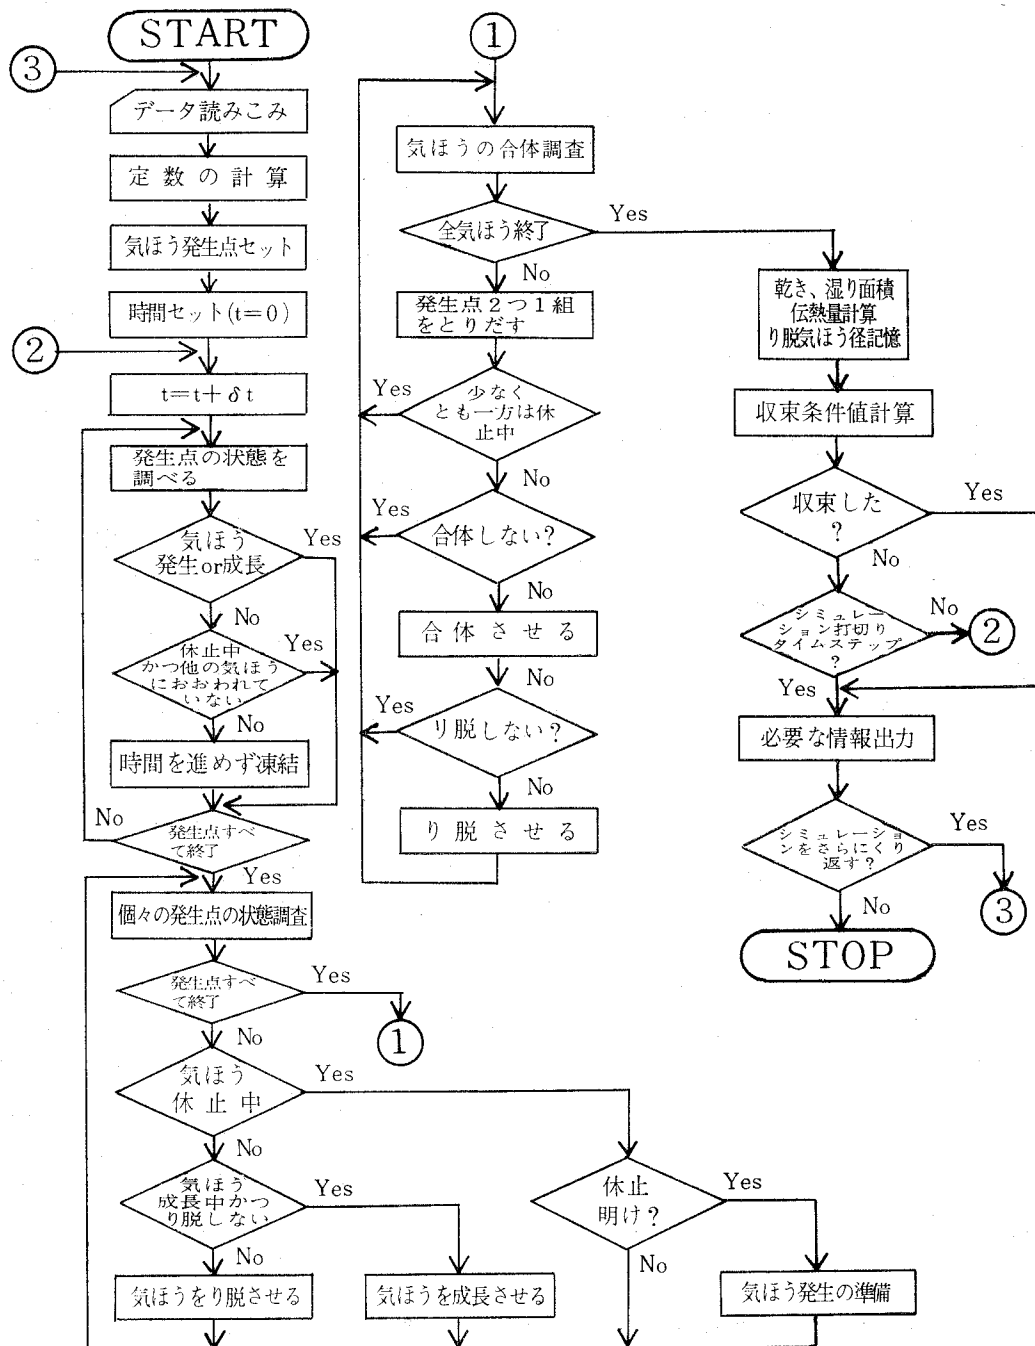 START
③
データ読みこみ
定数の計算
気ほう発生点セット
時間セット(t=0)
②
t=t+δt
発生点の状態を
調べる
気ほう
発生or成長
Yes
No
休止中
かつ他の気ほう
におおわれて
いない
Yes
No
時間を進めず凍結
発生点すべ
て終了
No
Yes
個々の発生点の状態調査
発生点すべ
て終了
Yes
①
No
気ほう
休止中
Yes
No
気ほう
成長中かつ
り脱しない
Yes
No
気ほうをり脱させる
気ほうを成長させる
休止
明け?
Yes
No
気ほう発生の準備
①
気ほうの合体調査
全気ほう終了
Yes
No
発生点2つ1組
をとりだす
少なく
とも一方は休
止中
Yes
No
合体しない?
Yes
No
合体させる
No
り脱しない?
Yes
No
り脱させる
乾き、湿り面積
伝熱量計算
り脱気ほう径記憶
収束条件値計算
収束した
?
Yes
No
シミュレー
ション打切り
タイムステップ
?
No
②
Yes
必要な情報出力
シミュレーショ
ンをさらにくり
返す?
Yes
③
No
STOP